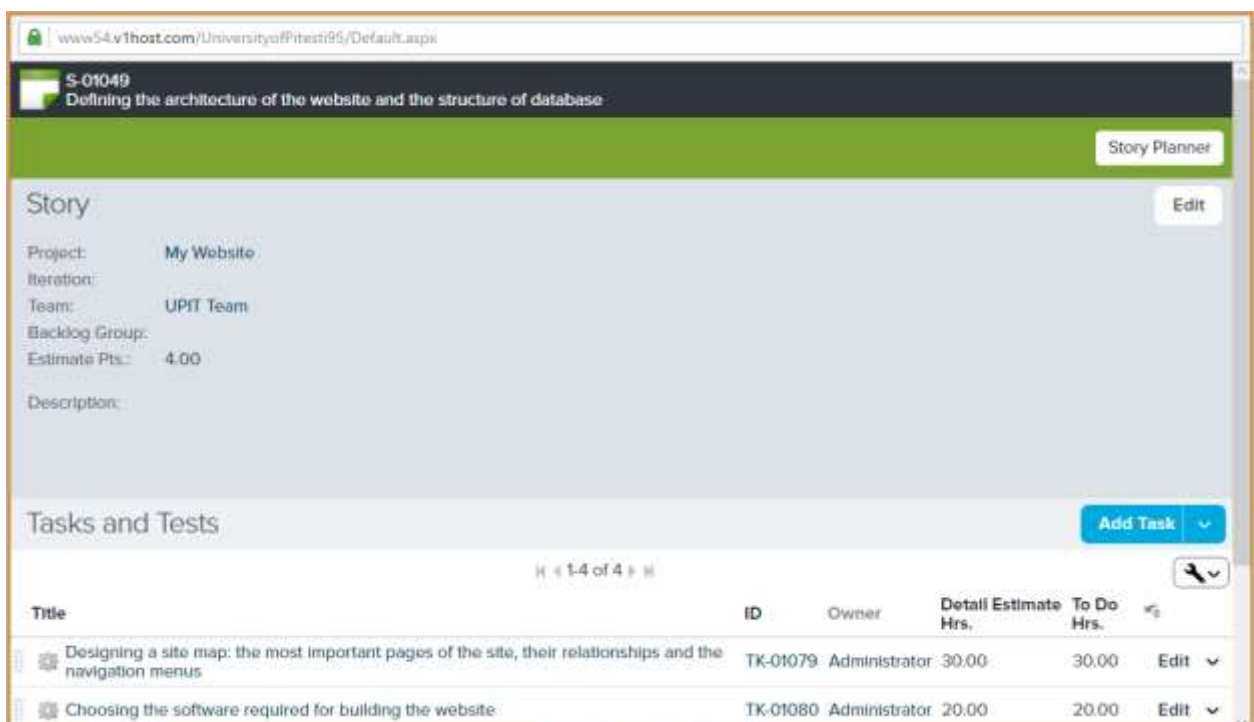 www54.v1host.com/UniversityofPitesti95/Default.aspx
S-01049
Defining the architecture of the website and the structure of database
Story Planner
Story
Edit
Project: My Website
Iteration:
Team: UPIT Team
Backlog Group:
Estimate Pts.: 4.00
Description:
Tasks and Tests
Add Task
1-4 of 4
Title ID Owner Detail Estimate Hrs. To Do Hrs.
Designing a site map: the most important pages of the site, their relationships and the
navigation menus
TK-01079 Administrator 30.00 30.00 Edit
Choosing the software required for building the website TK-01080 Administrator 20.00 20.00 Edit